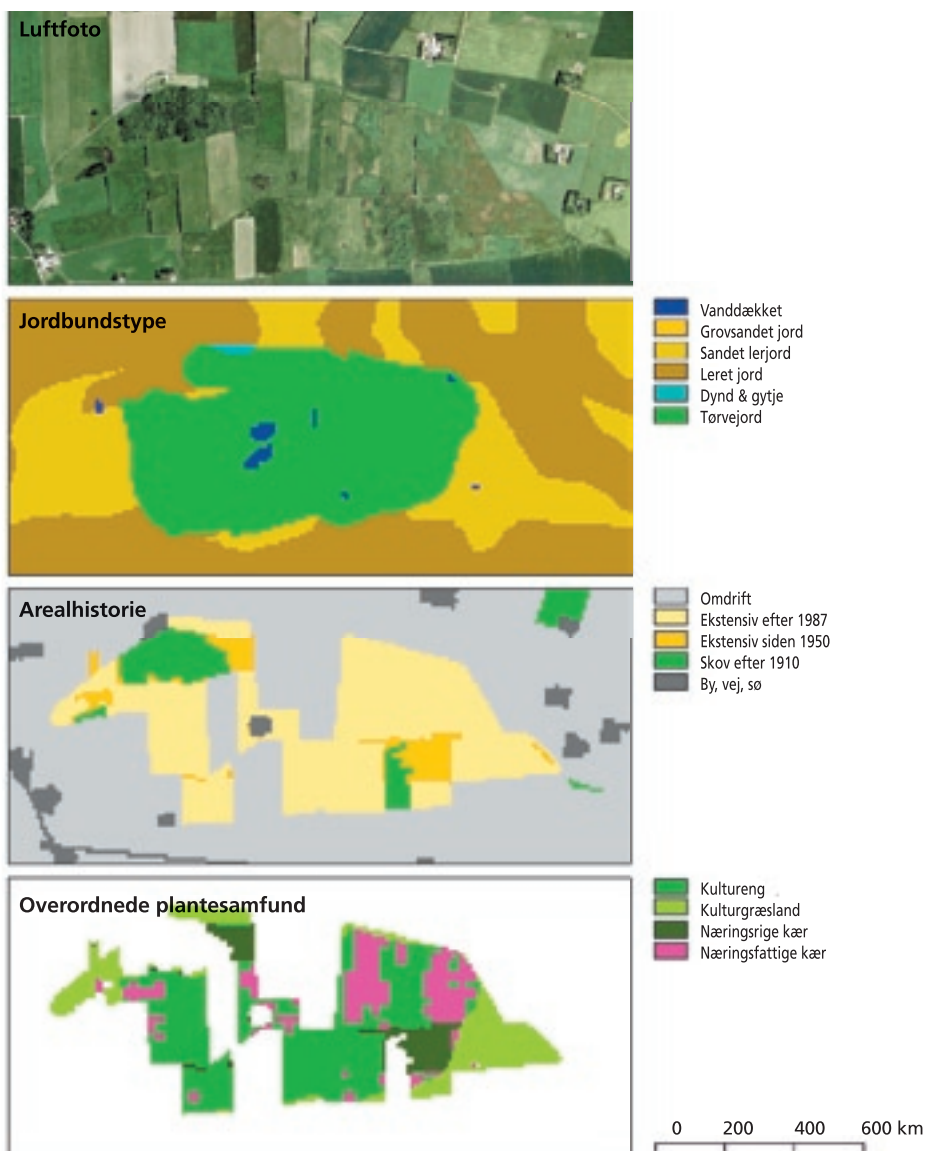 Luftfoto
Jordbundstype
Vanddækket
Grovsandet jord
Sandet lerjord
Leret jord
Dynd & gytje
Tørvejord
Arealhistorie
Omdrift
Ekstensiv efter 1987
Ekstensiv siden 1950
Skov efter 1910
By, vej, sø
Overordnede plantesamfund
Kultureng
Kulturgræsland
Næringsrige kær
Næringsfattige kær
0 200 400 600 km